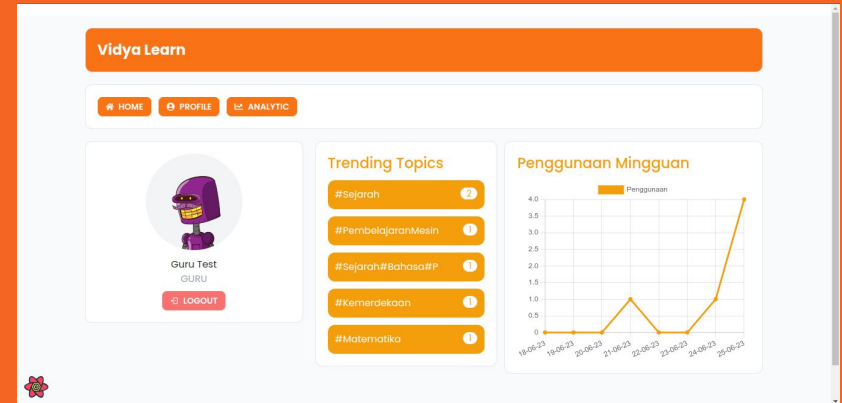 Vidya Learn
HOME PROFILE ANALYTIC
Guru Test
GURU
LOGOUT
Trending Topics
#Sejarah 2
#PembelajaranMesin 1
#Sejarah#Bahasa#P 1
#Kemerdekaan 1
#Matematika 1
Penggunaan Mingguan
Penggunaan
4.0
3.5
3.0
2.5
2.0
1.5
1.0
0.5
0
18-06-23 19-06-23 20-06-23 21-06-23 22-06-23 23-06-23 24-06-23 25-06-23